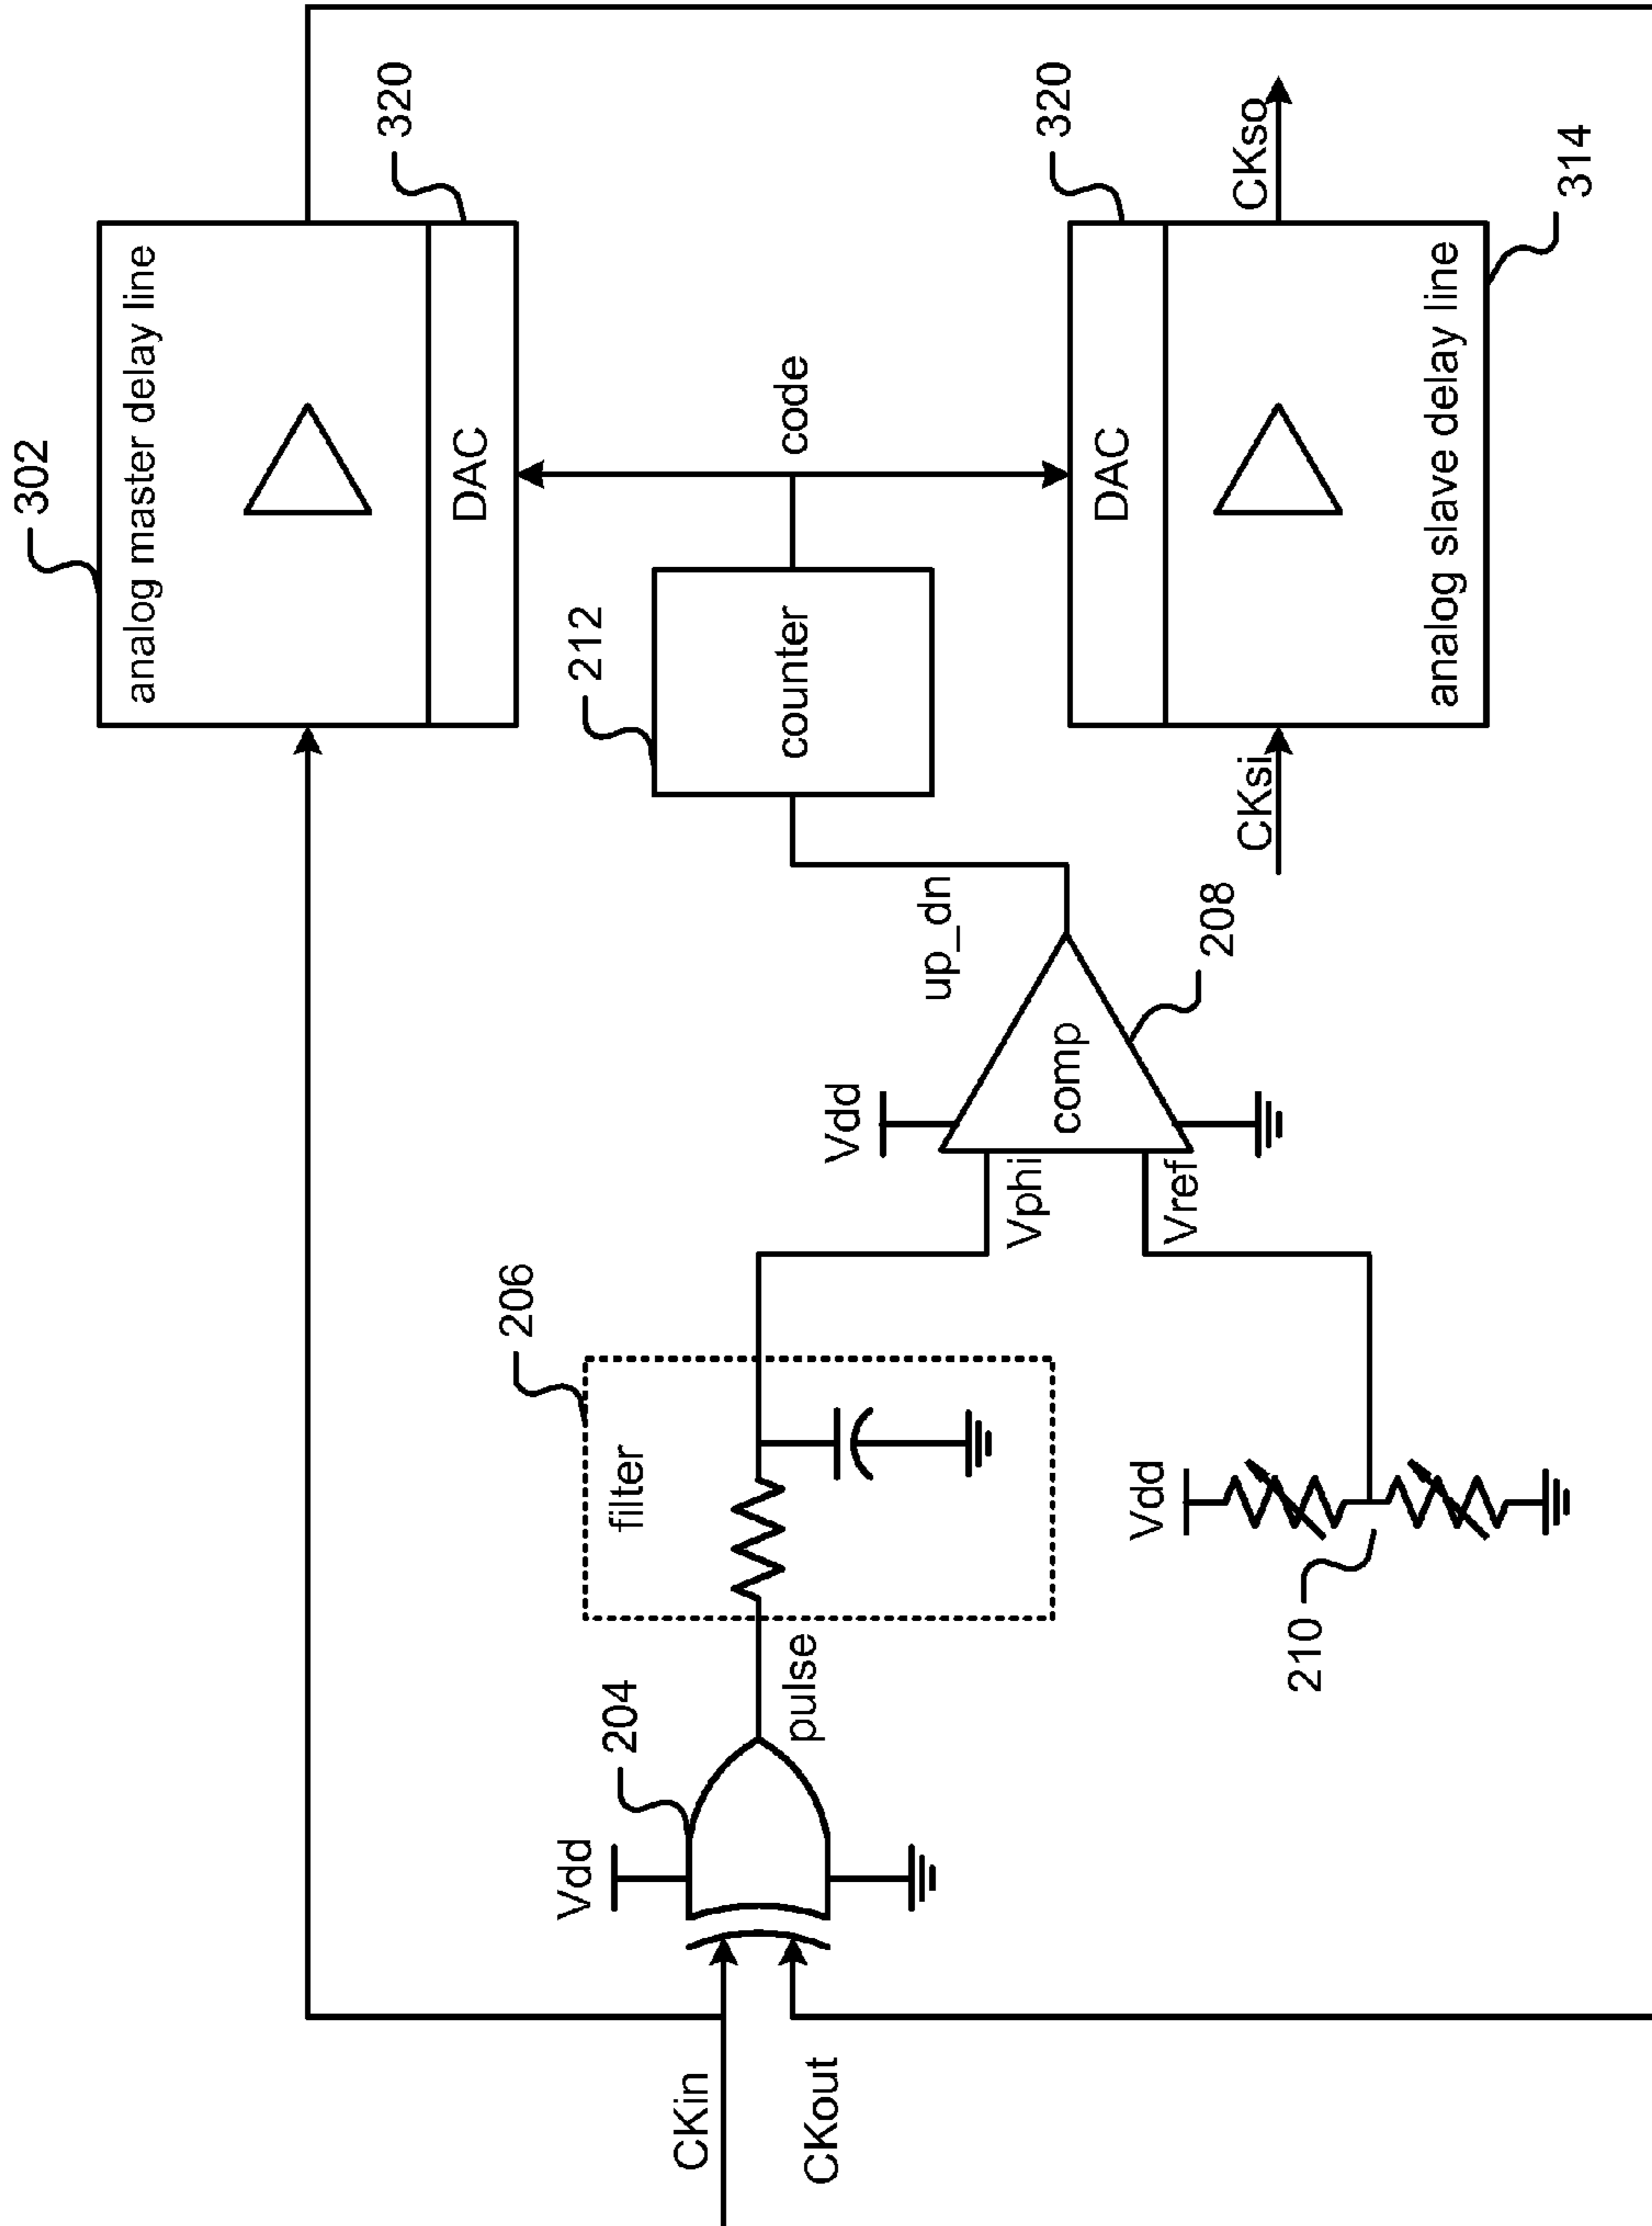 302
analog master delay line
DAC
320
212
counter
code
206
filter
204
Vdd
pulse
CKin
CKout
Vdd
up_dn
comp
208
Vphi
Vref
Vdd
210
320
DAC
analog slave delay line
CKsi
CKso
314